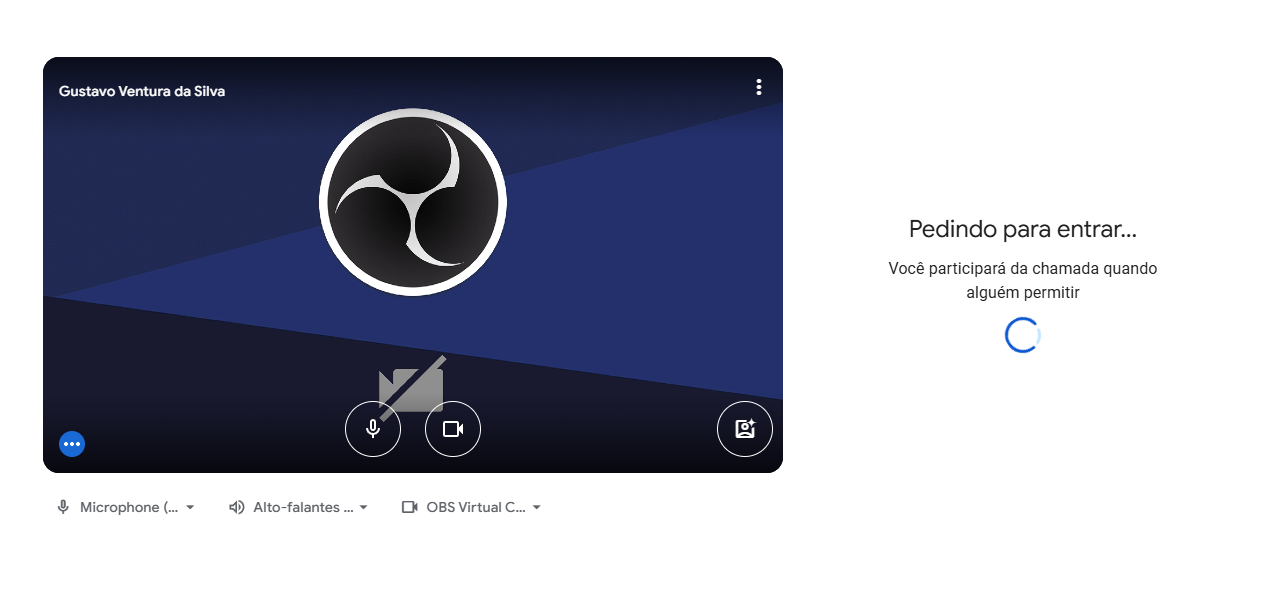 Gustavo Ventura da Silva
Pedindo para entrar...
Você participará da chamada quando
alguém permitir
Microphone (...
Alto-falantes ...
OBS Virtual C...